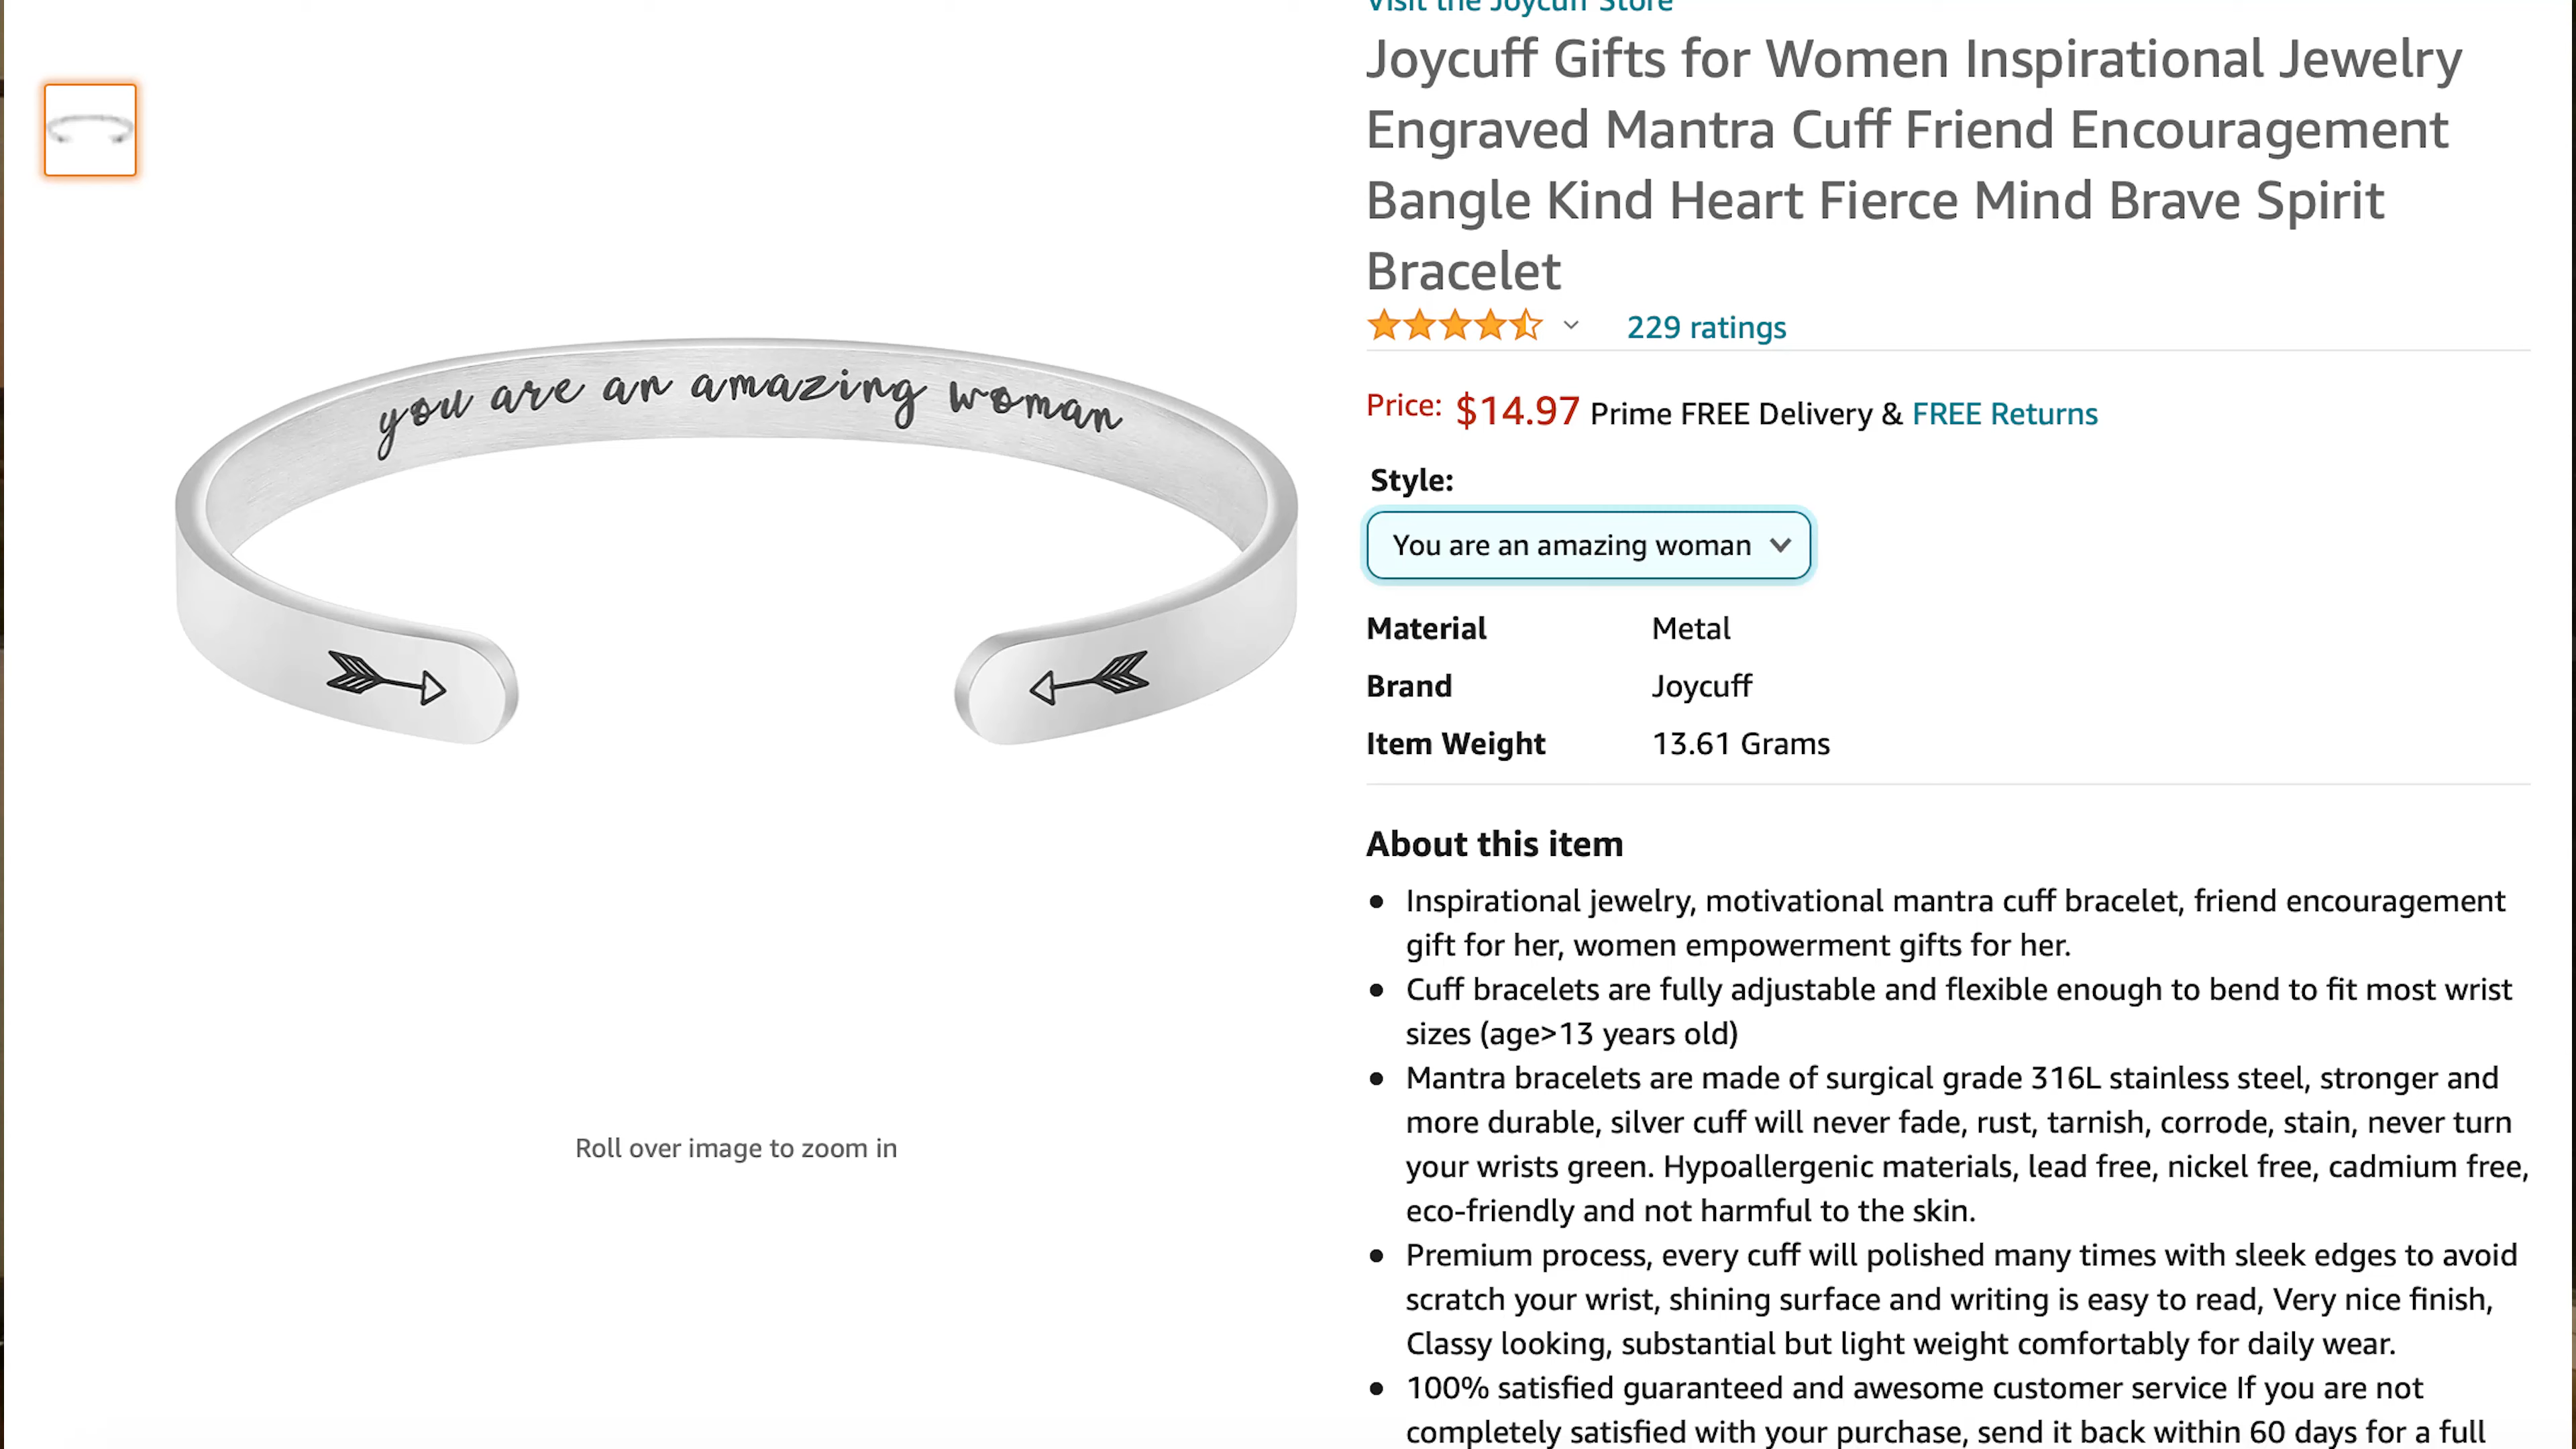 Visit the Joycuff Store
Joycuff Gifts for Women Inspirational Jewelry
Engraved Mantra Cuff Friend Encouragement
Bangle Kind Heart Fierce Mind Brave Spirit
Bracelet
229 ratings
Price: $14.97 Prime FREE Delivery & FREE Returns
Style:
You are an amazing woman
Material Metal
Brand Joycuff
Item Weight 13.61 Grams
you are an amazing woman
Roll over image to zoom in
About this item
• Inspirational jewelry, motivational mantra cuff bracelet, friend encouragement
gift for her, women empowerment gifts for her.
• Cuff bracelets are fully adjustable and flexible enough to bend to fit most wrist
sizes (age>13 years old)
• Mantra bracelets are made of surgical grade 316L stainless steel, stronger and
more durable, silver cuff will never fade, rust, tarnish, corrode, stain, never turn
your wrists green. Hypoallergenic materials, lead free, nickel free, cadmium free,
eco-friendly and not harmful to the skin.
• Premium process, every cuff will polished many times with sleek edges to avoid
scratch your wrist, shining surface and writing is easy to read, Very nice finish,
Classy looking, substantial but light weight comfortably for daily wear.
• 100% satisfied guaranteed and awesome customer service If you are not
completely satisfied with your purchase, send it back within 60 days for a full